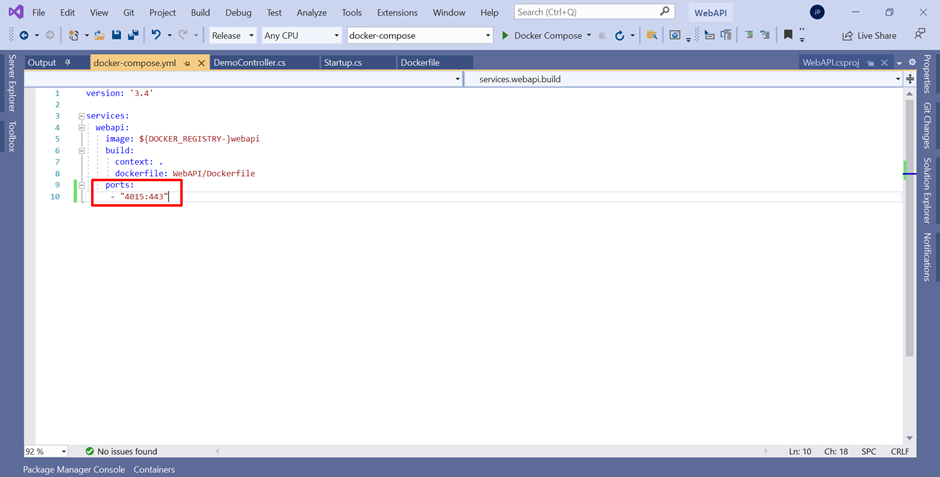 File Edit View Git Project Build Debug Test Analyze Tools Extensions Window Help Search (Ctrl+Q) WebAPI JP
Release Any CPU docker-compose Docker Compose Live Share
Output docker-compose.yml DemoController.cs Startup.cs Dockerfile WebAPI.csproj
services.webapi.build
1 version: '3.4'
2
3 services:
4 webapi:
5 image: ${DOCKER_REGISTRY-}webapi
6 build:
7 context: .
8 dockerfile: WebAPI/Dockerfile
9 ports:
10 - "4015:443"
Server Explorer
Toolbox
Properties
Git Changes
Solution Explorer
Notifications
92 % No issues found Ln: 10 Ch: 18 SPC CRLF
Package Manager Console Containers